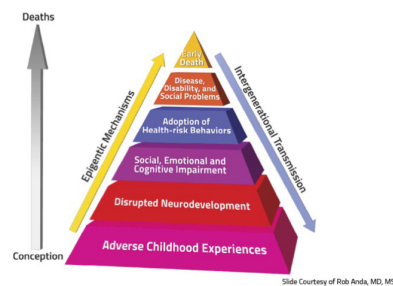 Deaths
Early
Death
Disease,
Disability, and
Social Problems
Adoption of
Health-risk Behaviors
Social, Emotional and
Cognitive Impairment
Disrupted Neurodevelopment
Adverse Childhood Experiences
Conception
Epigentic Mechanisms
Intergenerational Transmission
Slide Courtesy of Rob Anda, MD, MS